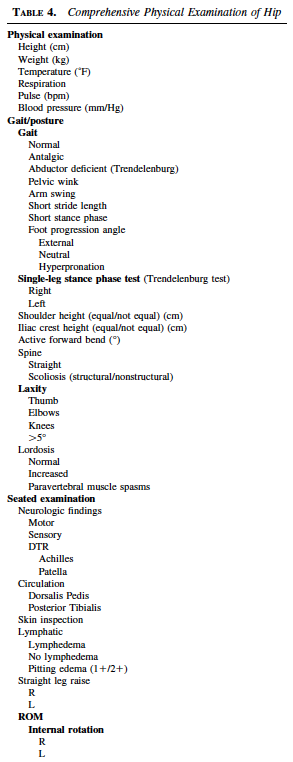 TABLE 4. Comprehensive Physical Examination of Hip
Physical examination
Height (cm)
Weight (kg)
Temperature (°F)
Respiration
Pulse (bpm)
Blood pressure (mm/Hg)
Gait/posture
Gait
Normal
Antalgic
Abductor deficient (Trendelenburg)
Pelvic wink
Arm swing
Short stride length
Short stance phase
Foot progression angle
External
Neutral
Hyperpronation
Single-leg stance phase test (Trendelenburg test)
Right
Left
Shoulder height (equal/not equal) (cm)
Iliac crest height (equal/not equal) (cm)
Active forward bend (°)
Spine
Straight
Scoliosis (structural/nonstructural)
Laxity
Thumb
Elbows
Knees
>5°
Lordosis
Normal
Increased
Paravertebral muscle spasms
Seated examination
Neurologic findings
Motor
Sensory
DTR
Achilles
Patella
Circulation
Dorsalis Pedis
Posterior Tibialis
Skin inspection
Lymphatic
Lymphedema
No lymphedema
Pitting edema (1+/2+)
Straight leg raise
R
L
ROM
Internal rotation
R
L